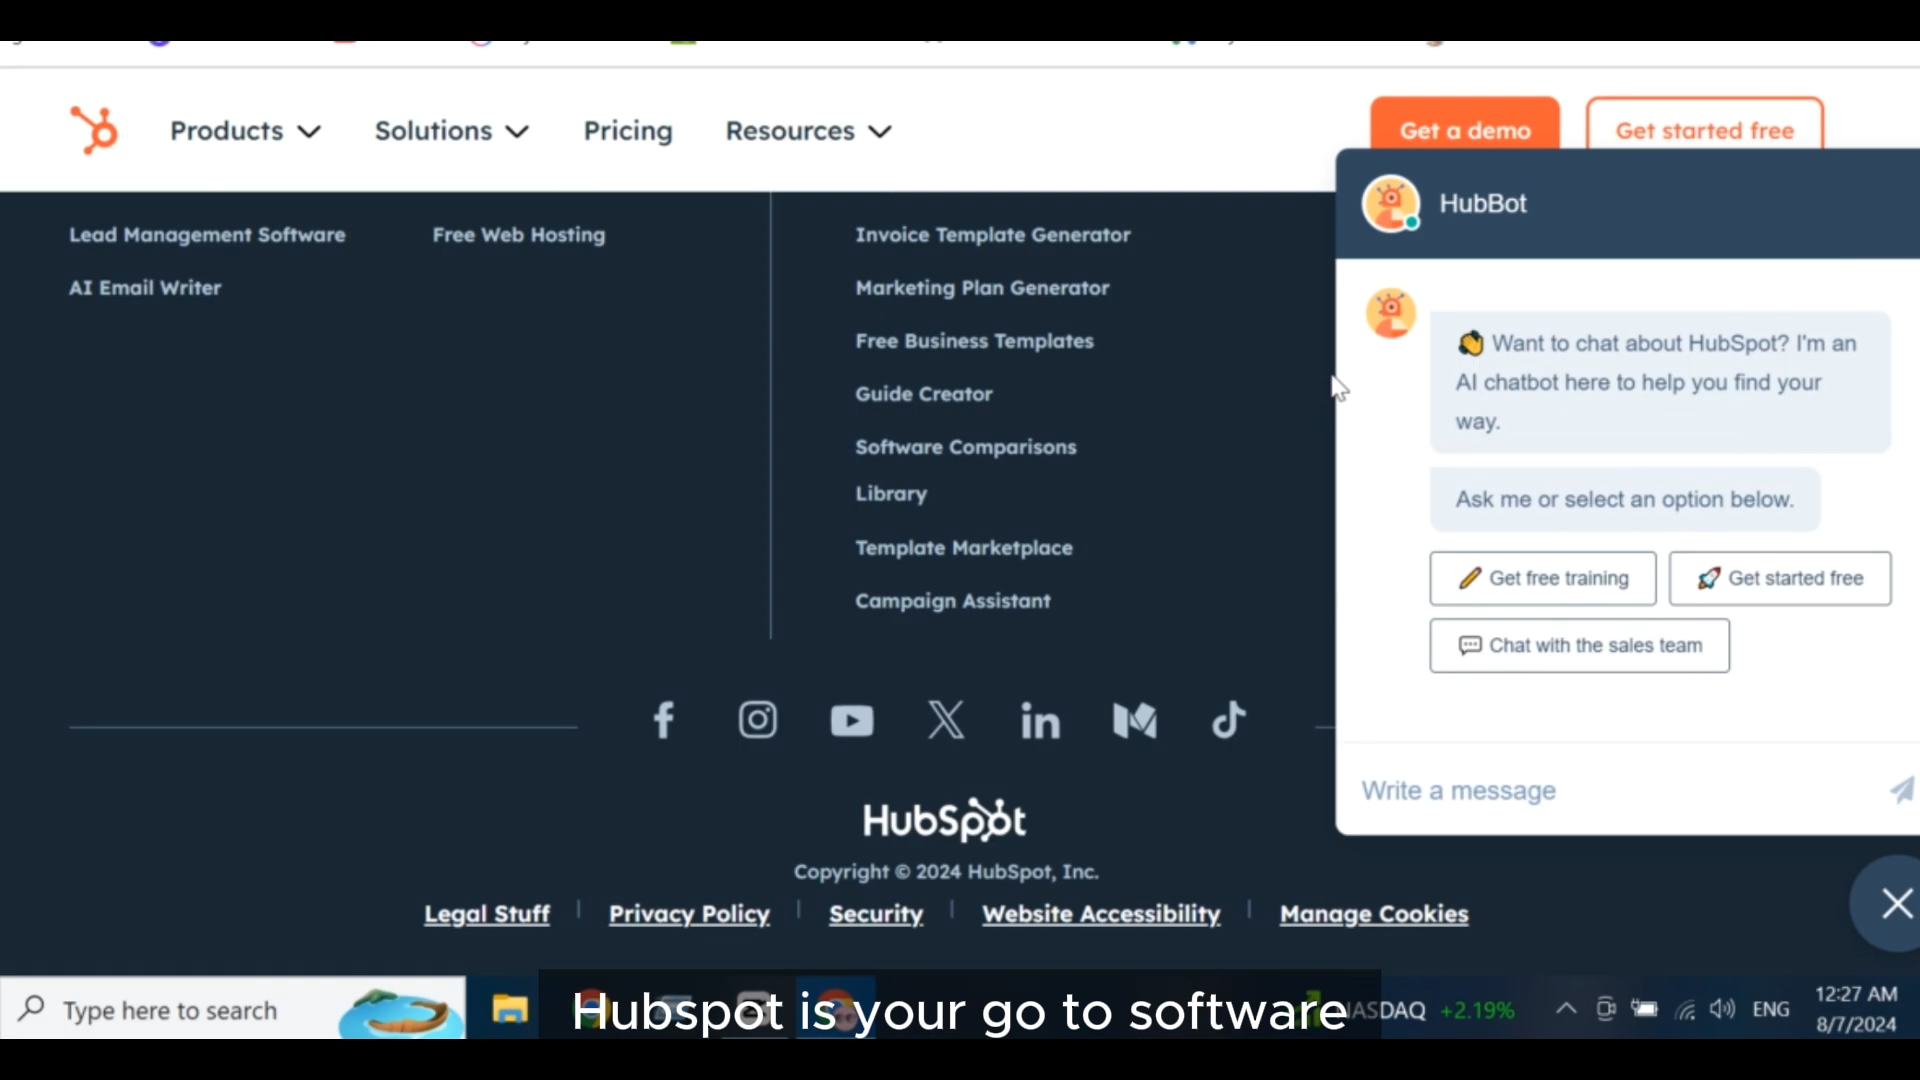 Products
Solutions
Pricing
Resources
Get a demo
Get started free
Lead Management Software
Free Web Hosting
AI Email Writer
Invoice Template Generator
Marketing Plan Generator
Free Business Templates
Guide Creator
Software Comparisons
Library
Template Marketplace
Campaign Assistant
HubBot
Want to chat about HubSpot? I'm an
AI chatbot here to help you find your
way.
Ask me or select an option below.
Get free training
Get started free
Chat with the sales team
Write a message
HubSpot
Copyright © 2024 HubSpot, Inc.
Legal Stuff
Privacy Policy
Security
Website Accessibility
Manage Cookies
Type here to search
Hubspot is your go to software
NASDAQ +2.19%
ENG
12:27 AM
8/7/2024